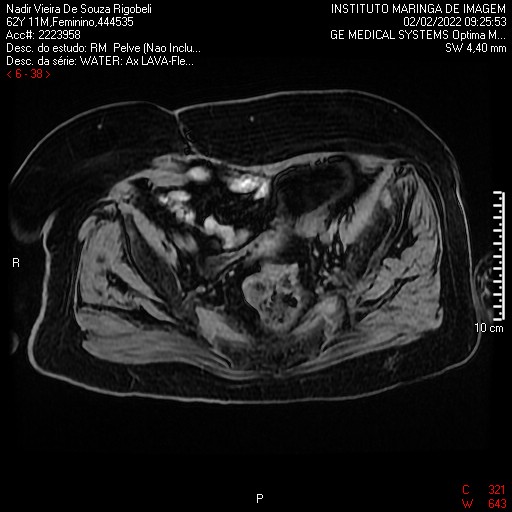 Nadir Vieira De Souza Rigobeli
62Y 11M,Feminino,444535
Acc#: 2223958
Desc. do estudo: RM Pelve (Nao Inclu...
Desc. da série: WATER: Ax LAVA-Fle...
< 6 - 38 >
INSTITUTO MARINGA DE IMAGEM
02/02/2022 09:25:53
GE MEDICAL SYSTEMS Optima M...
SW 4,40 mm
R
10 cm
P
C 321
W 643